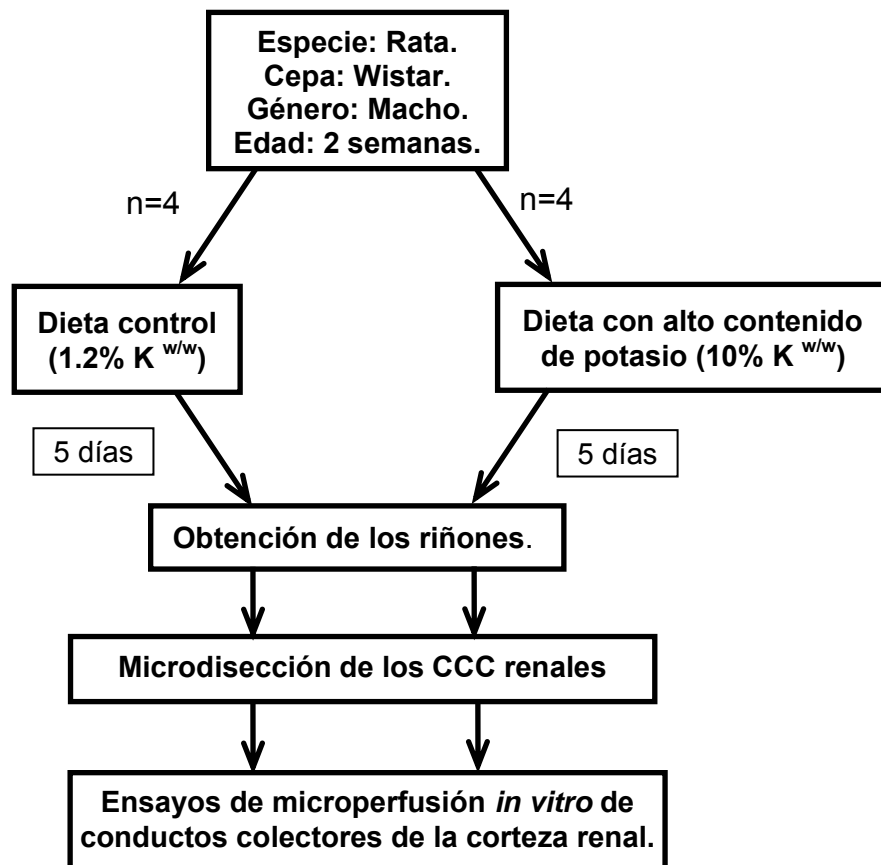 Especie: Rata.
Cepa: Wistar.
Género: Macho.
Edad: 2 semanas.
n=4
n=4
Dieta control
(1.2% K w/w)
Dieta con alto contenido
de potasio (10% K w/w)
5 días
5 días
Obtención de los riñones.
Microdisección de los CCC renales
Ensayos de microperfusión in vitro de
conductos colectores de la corteza renal.